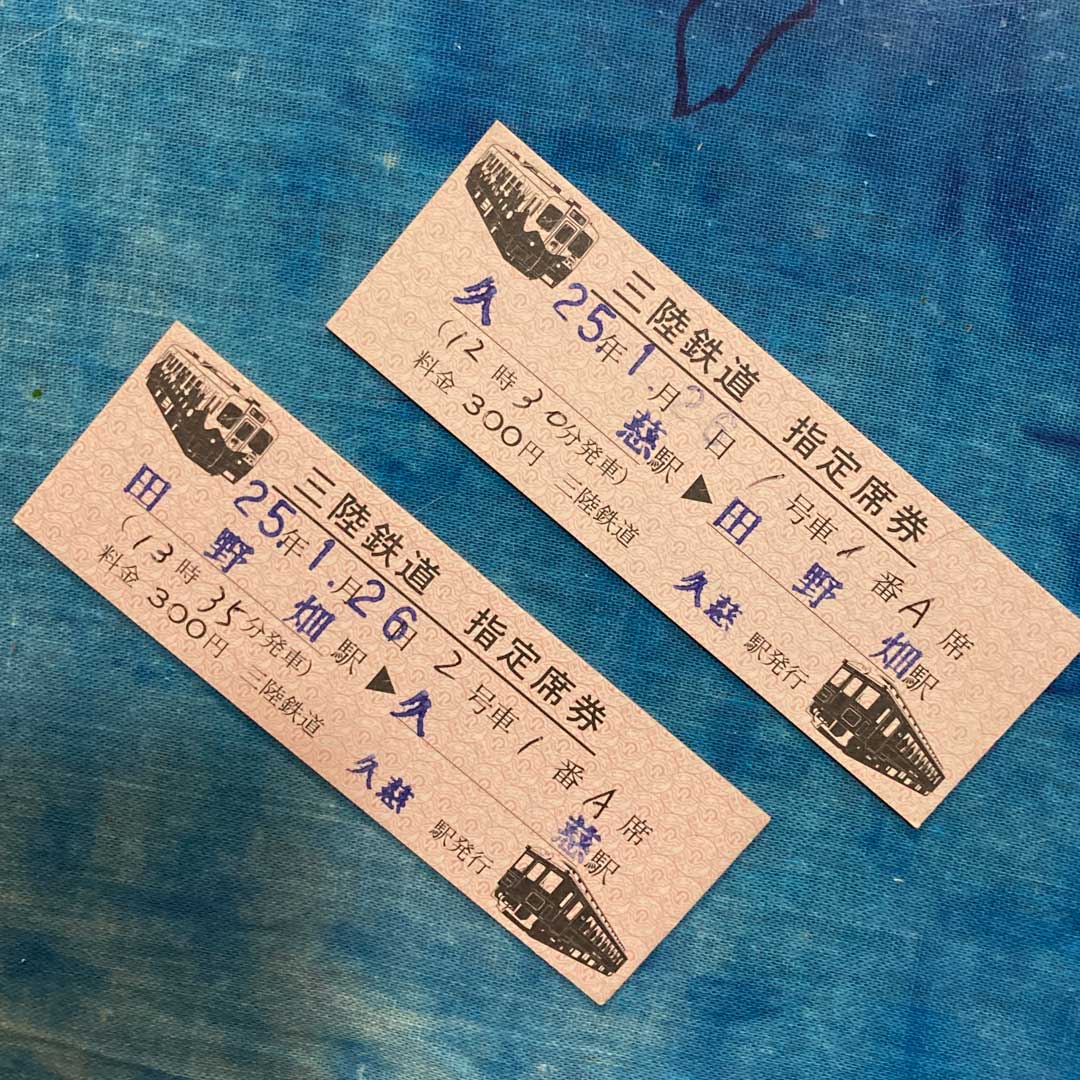 三陸鉄道 指定席券
25年1.月26日 1号車1番A席
久慈駅▶田野畑駅
(12時30分発車)
料金300円 三陸鉄道 久慈駅発行
三陸鉄道 指定席券
25年1.月26日 2号車1番A席
田野畑駅▶久慈駅
(13時35分発車)
料金300円 三陸鉄道 久慈駅発行